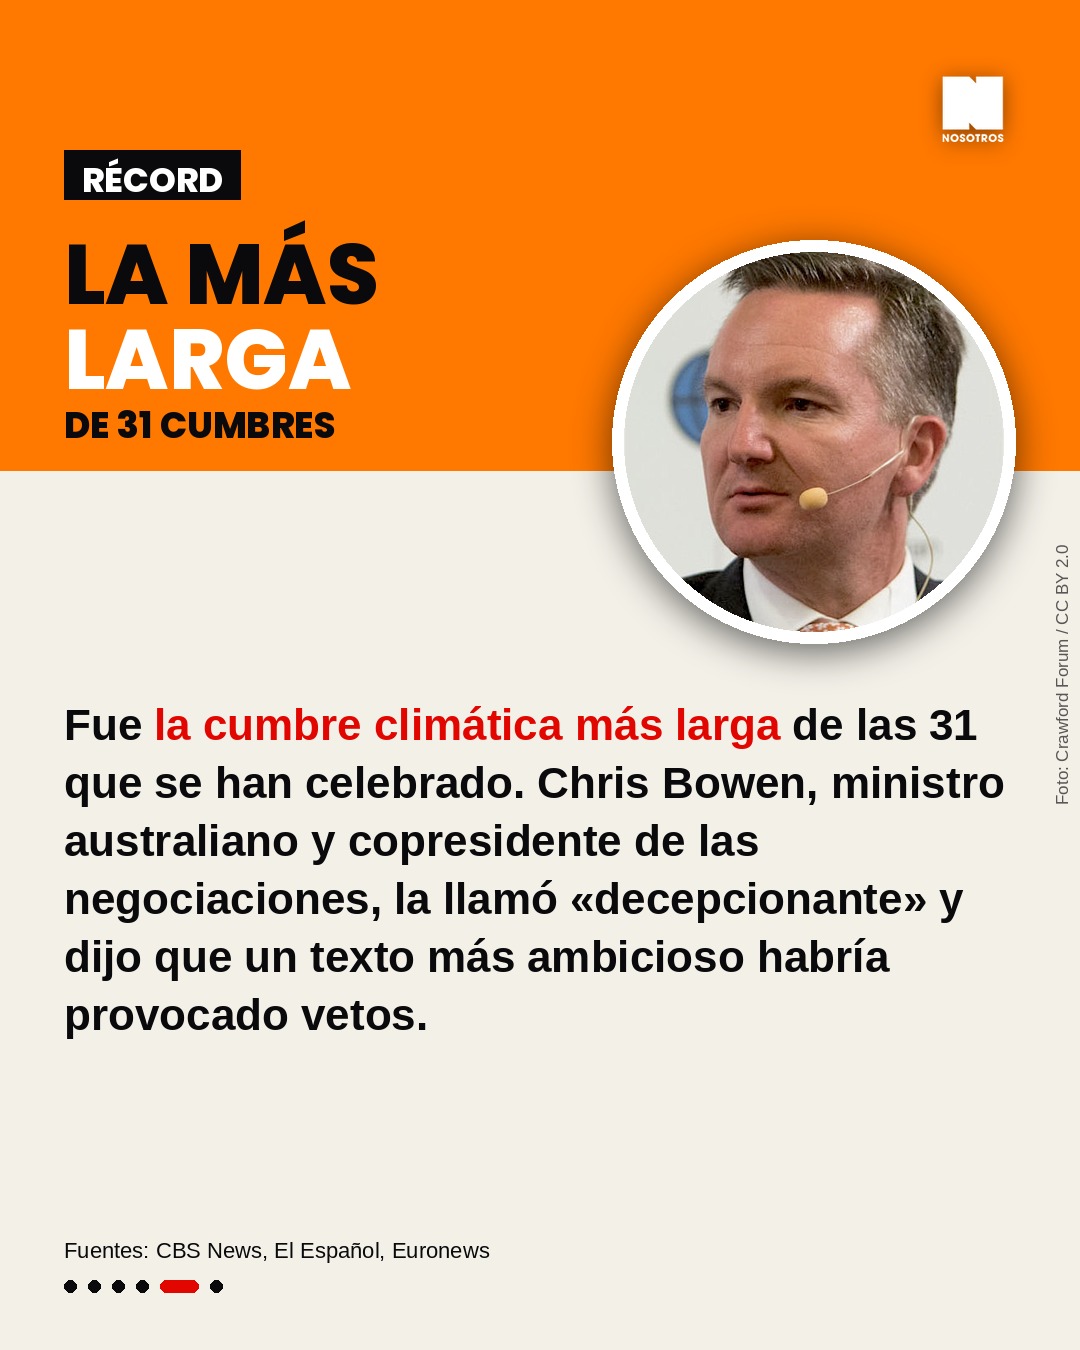 NOSOTROS
RÉCORD
LA MÁS
LARGA
DE 31 CUMBRES
Fue la cumbre climática más larga de las 31
que se han celebrado. Chris Bowen, ministro
australiano y copresidente de las
negociaciones, la llamó «decepcionante» y
dijo que un texto más ambicioso habría
provocado vetos.
Foto: Crawford Forum / CC BY 2.0
Fuentes: CBS News, El Español, Euronews